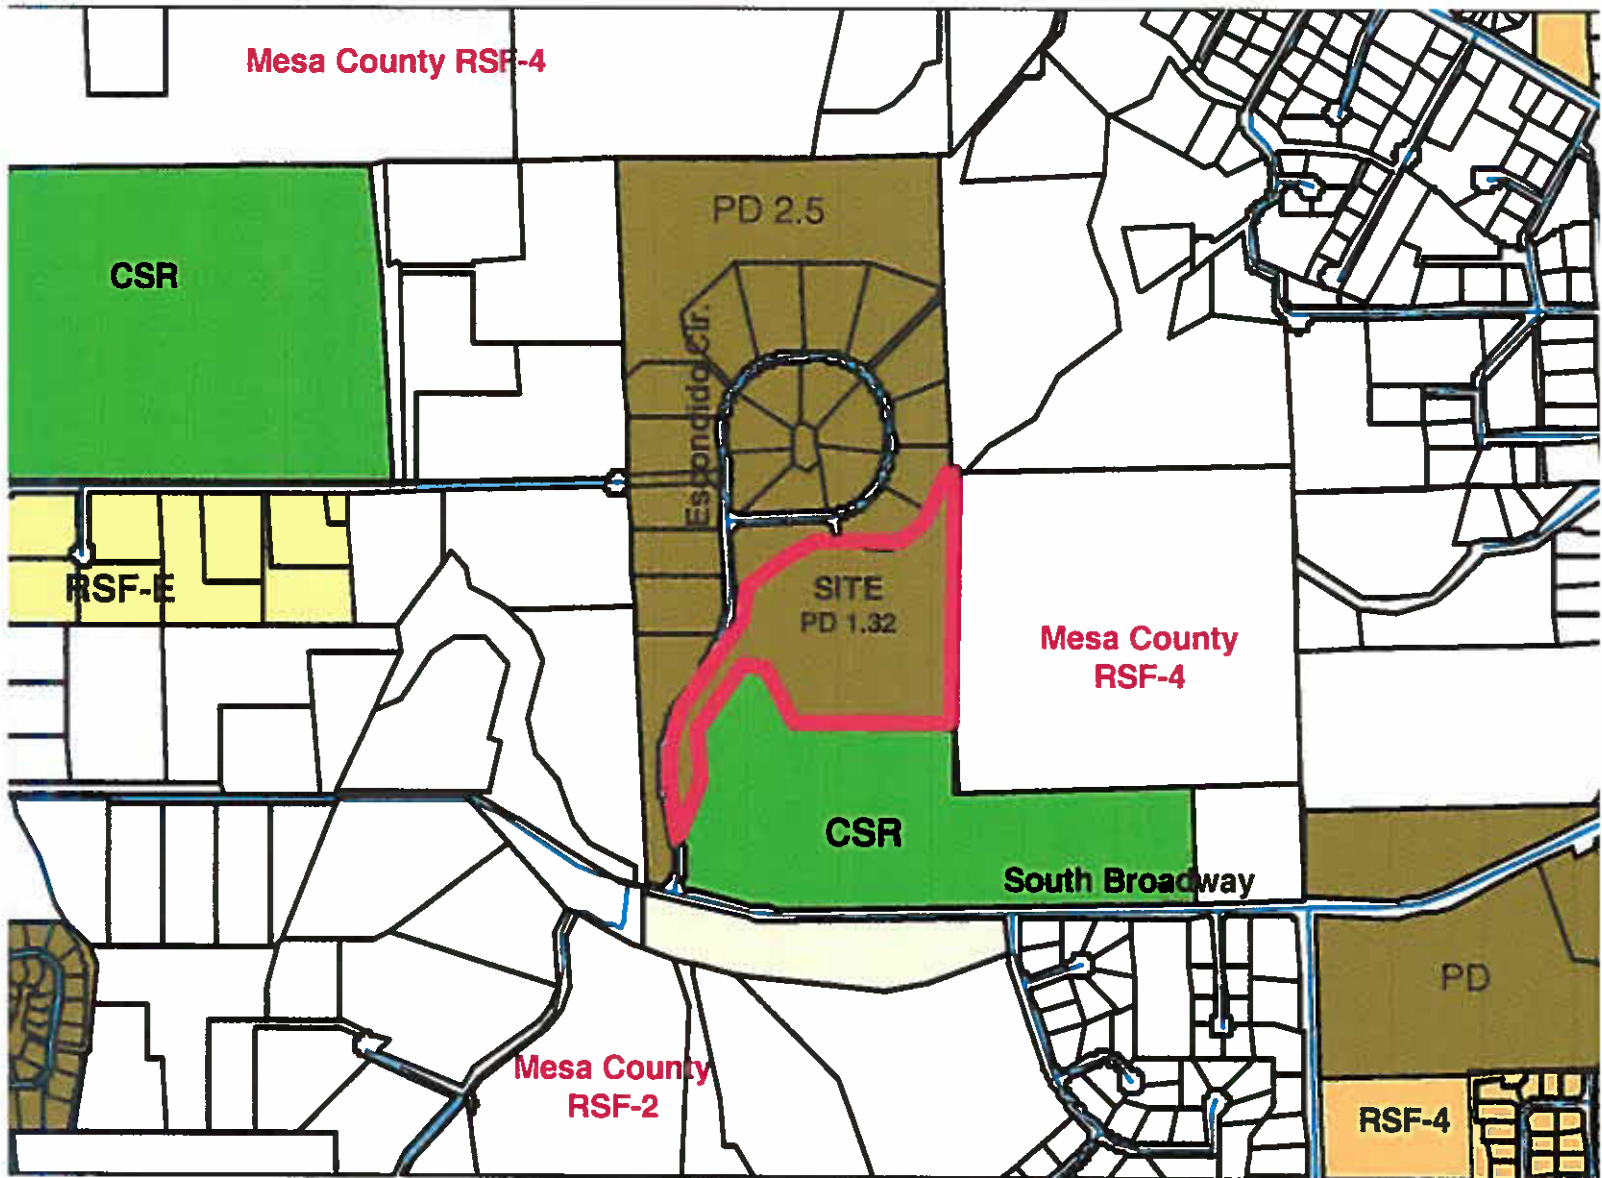 Mesa County RSF-4
PD 2.5
CSR
Escondido Cir.
RSF-E
SITE
PD 1.32
Mesa County
RSF-4
CSR
South Broadway
PD
Mesa County
RSF-2
RSF-4